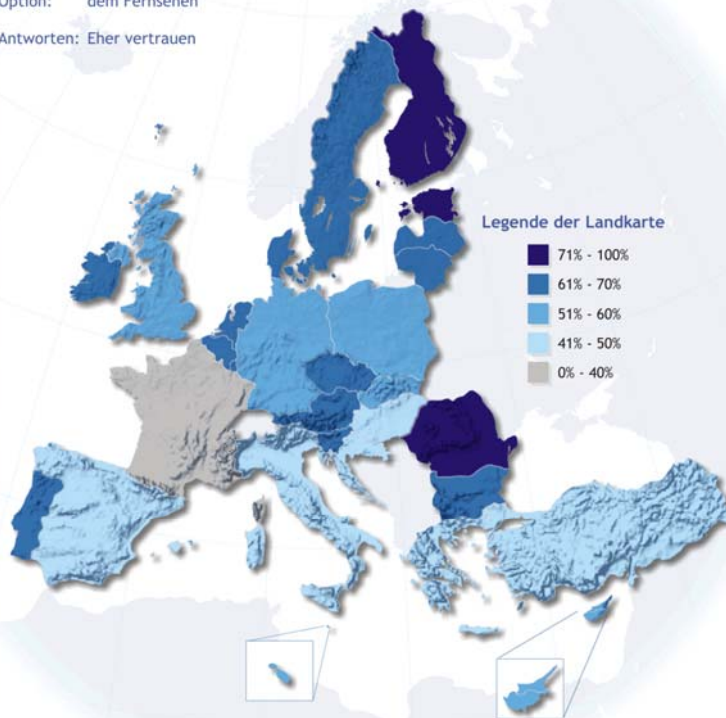 Option: dem Fernsehen
Antworten: Eher vertrauen
Legende der Landkarte
71% - 100%
61% - 70%
51% - 60%
41% - 50%
0% - 40%